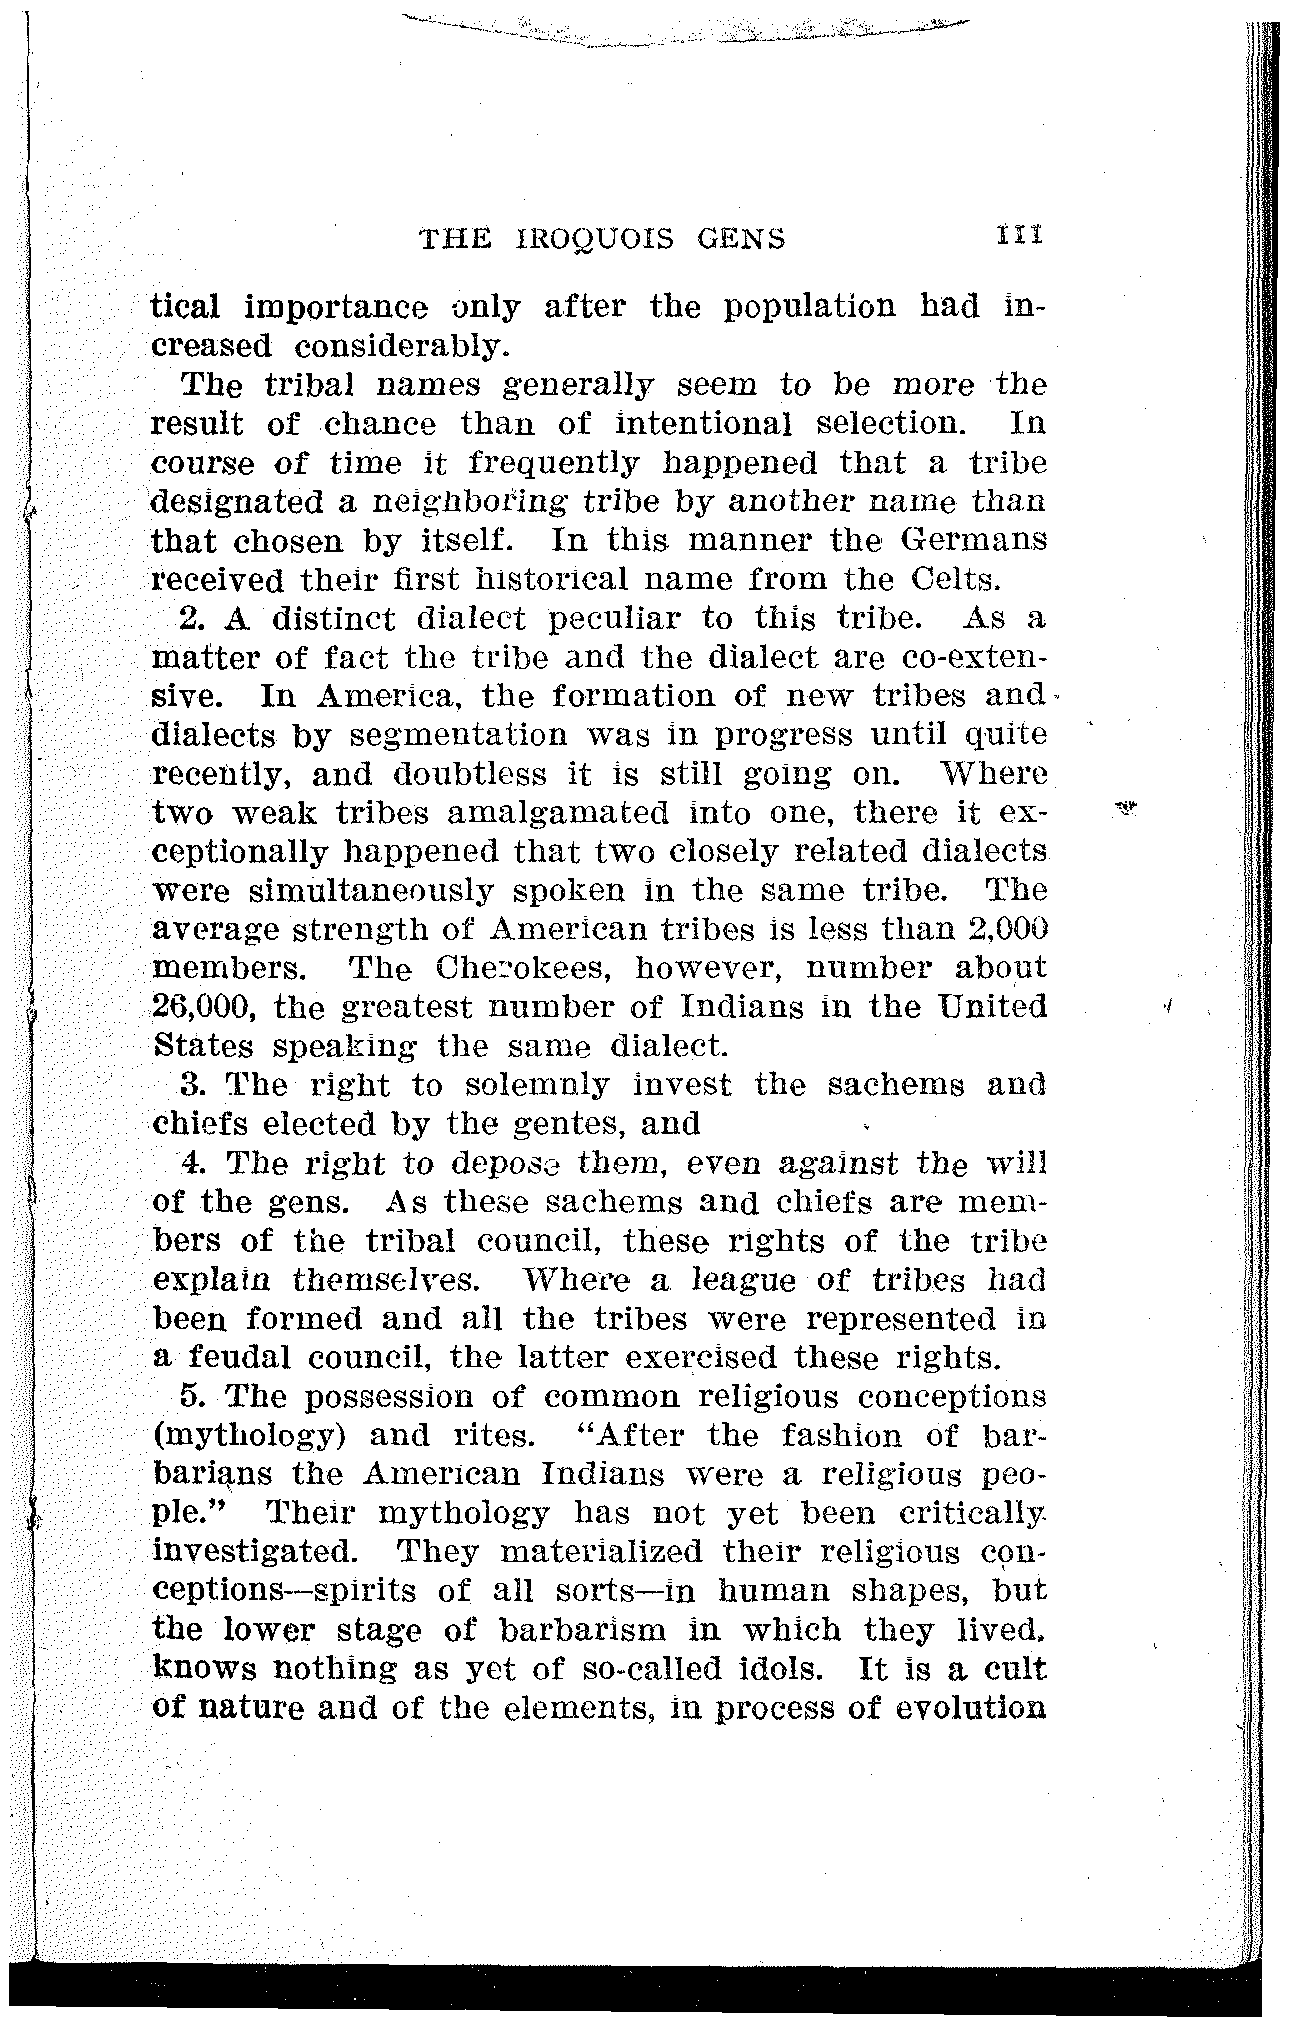 THE IROQUOIS GENS 111
tical importance only after the population had in-
creased considerably.
The tribal names generally seem to be more the
result of chance than of intentional selection. In
course of time it frequently happened that a tribe
designated a neighboring tribe by another name than
that chosen by itself. In this manner the Germans
received their first historical name from the Celts.
2. A distinct dialect peculiar to this tribe. As a
matter of fact the tribe and the dialect are co-exten-
sive. In America, the formation of new tribes and
dialects by segmentation was in progress until quite
recently, and doubtless it is still going on. Where
two weak tribes amalgamated into one, there it ex-
ceptionally happened that two closely related dialects
were simultaneously spoken in the same tribe. The
average strength of American tribes is less than 2,000
members. The Cherokees, however, number about
26,000, the greatest number of Indians in the United
States speaking the same dialect.
3. The right to solemnly invest the sachems and
chiefs elected by the gentes, and
4. The right to depose them, even against the will
of the gens. As these sachems and chiefs are mem-
bers of the tribal council, these rights of the tribe
explain themselves. Where a league of tribes had
been formed and all the tribes were represented in
a feudal council, the latter exercised these rights.
5. The possession of common religious conceptions
(mythology) and rites. "After the fashion of bar-
barians the American Indians were a religious peo-
ple." Their mythology has not yet been critically
investigated. They materialized their religious con-
ceptions—spirits of all sorts—in human shapes, but
the lower stage of barbarism in which they lived,
knows nothing as yet of so-called idols. It is a cult
of nature and of the elements, in process of evolution